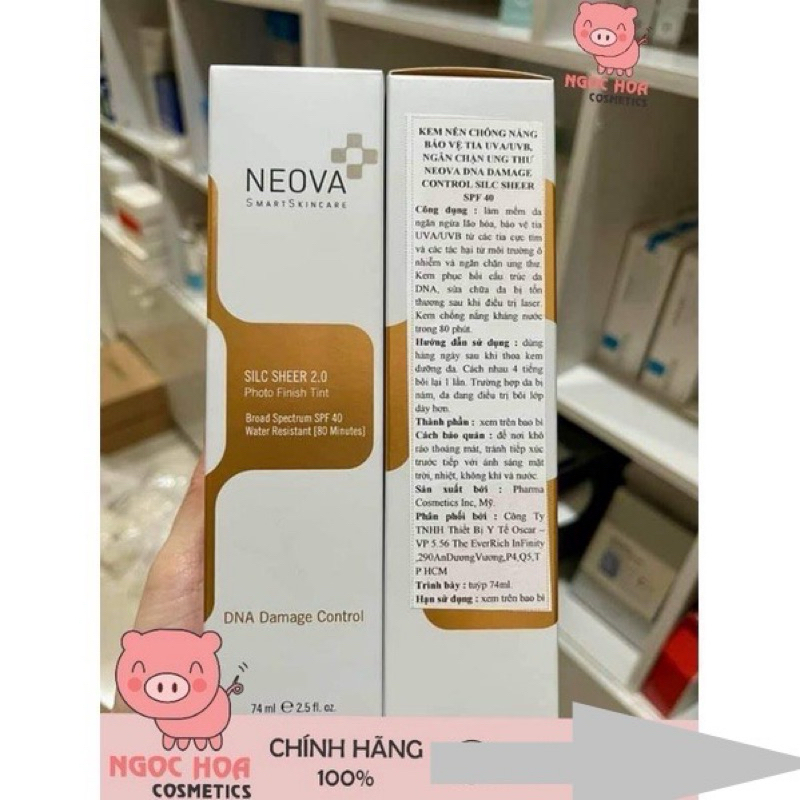 NGOC HOA
COSMETICS
NEOVA
SMARTSKINCARE
SILC SHEER 2.0
Photo Finish Tint
Broad Spectrum SPF 40
Water Resistant [80 Minutes]
DNA Damage Control
74 ml ℮ 2.5 fl. oz.
KEM NỀN CHỐNG NẮNG
BẢO VỆ TIA UVA/UVB,
NGĂN CHẶN UNG THƯ
NEOVA DNA DAMAGE
CONTROL SILC SHEER
SPF 40
Công dụng : làm mềm da
ngăn ngừa lão hóa, bảo vệ tia
UVA/UVB từ các tia cực tím
và các tác hại từ môi trường ô
nhiễm và ngăn chặn ung thư.
Kem phục hồi cấu trúc da
DNA, sửa chữa da bị tổn
thương sau khi điều trị laser.
Kem chống nắng kháng nước
trong 80 phút.
Hướng dẫn sử dụng : dùng
hàng ngày sau khi thoa kem
dưỡng da. Cách nhau 4 tiếng
bôi lại 1 lần. Trường hợp da bị
nám, da đang điều trị bôi lớp
dày hơn.
Thành phần : xem trên bao bì
Cách bảo quản : để nơi khô
ráo thoáng mát, tránh tiếp xúc
trước tiếp với ánh sáng mặt
trời, nhiệt, không khí và nước.
Sản xuất bởi : Pharma
Cosmetics Inc, Mỹ.
Phân phối bởi : Công Ty
TNHH Thiết Bị Y Tế Oscar –
VP 5.56 The EverRich InFinity
,290AnDươngVương,P4,Q5,T
P HCM
Trình bày : tuýp 74ml.
Hạn sử dụng : xem trên bao bì
NGOC HOA
COSMETICS
CHÍNH HÃNG
100%